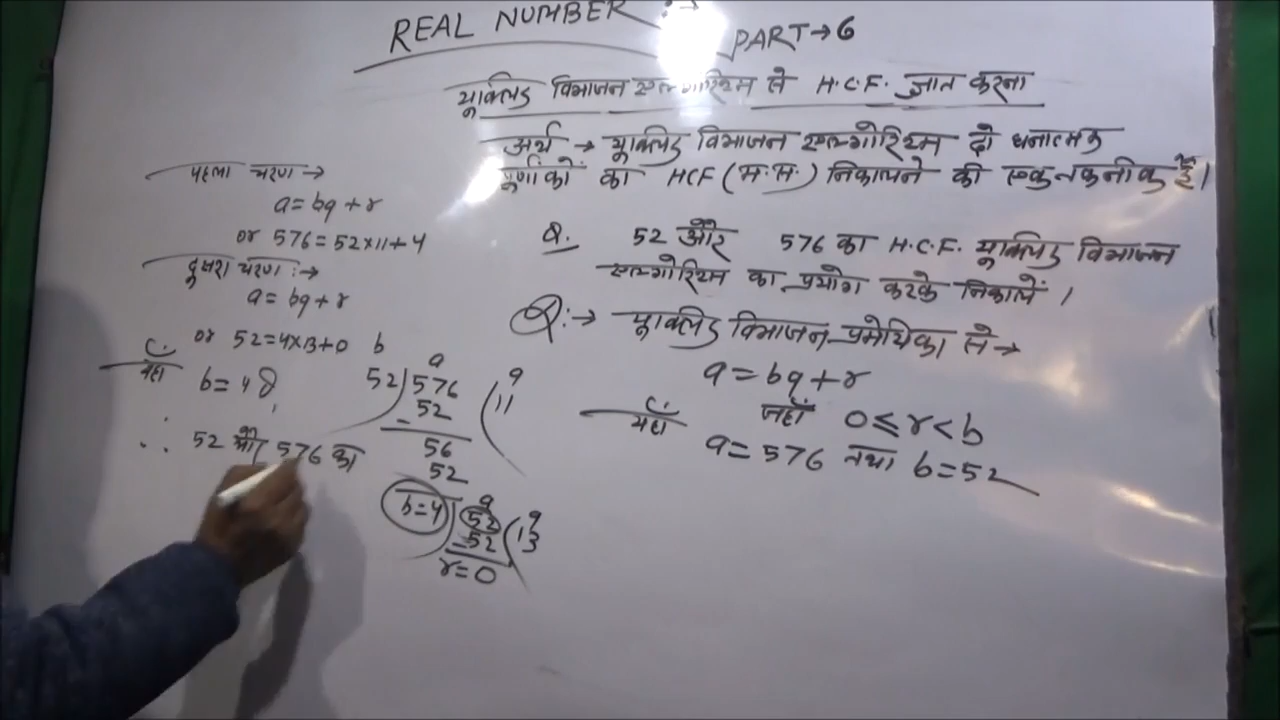 REAL NUMBER :→
PART→6
यूक्लिड विभाजन एल्गोरिथ्म से H.C.F. ज्ञात करना
अर्थ → यूक्लिड विभाजन एल्गोरिथ्म दो धनात्मक
पूर्णांकों का HCF (म.स.) निकालने की एक तकनीक है।
Q. 52 और 576 का H.C.F. यूक्लिड विभाजन
एल्गोरिथ्म का प्रयोग करके निकालें।
:→ यूक्लिड विभाजन प्रमेयिका से→
a = bq + r
जहाँ 0 ≤ r < b
यहाँ a = 576 तथा b = 52
पहला चरण →
a = bq + r
or 576 = 52×11 + 4
दूसरा चरण :→
a = bq + r
or 52 = 4×13 + 0
यहाँ b = 4
∴ 52 और 576 का
b a q
52) 576 (11
- 52
56
52
a q
b=4) 52 (13
- 52
r = 0